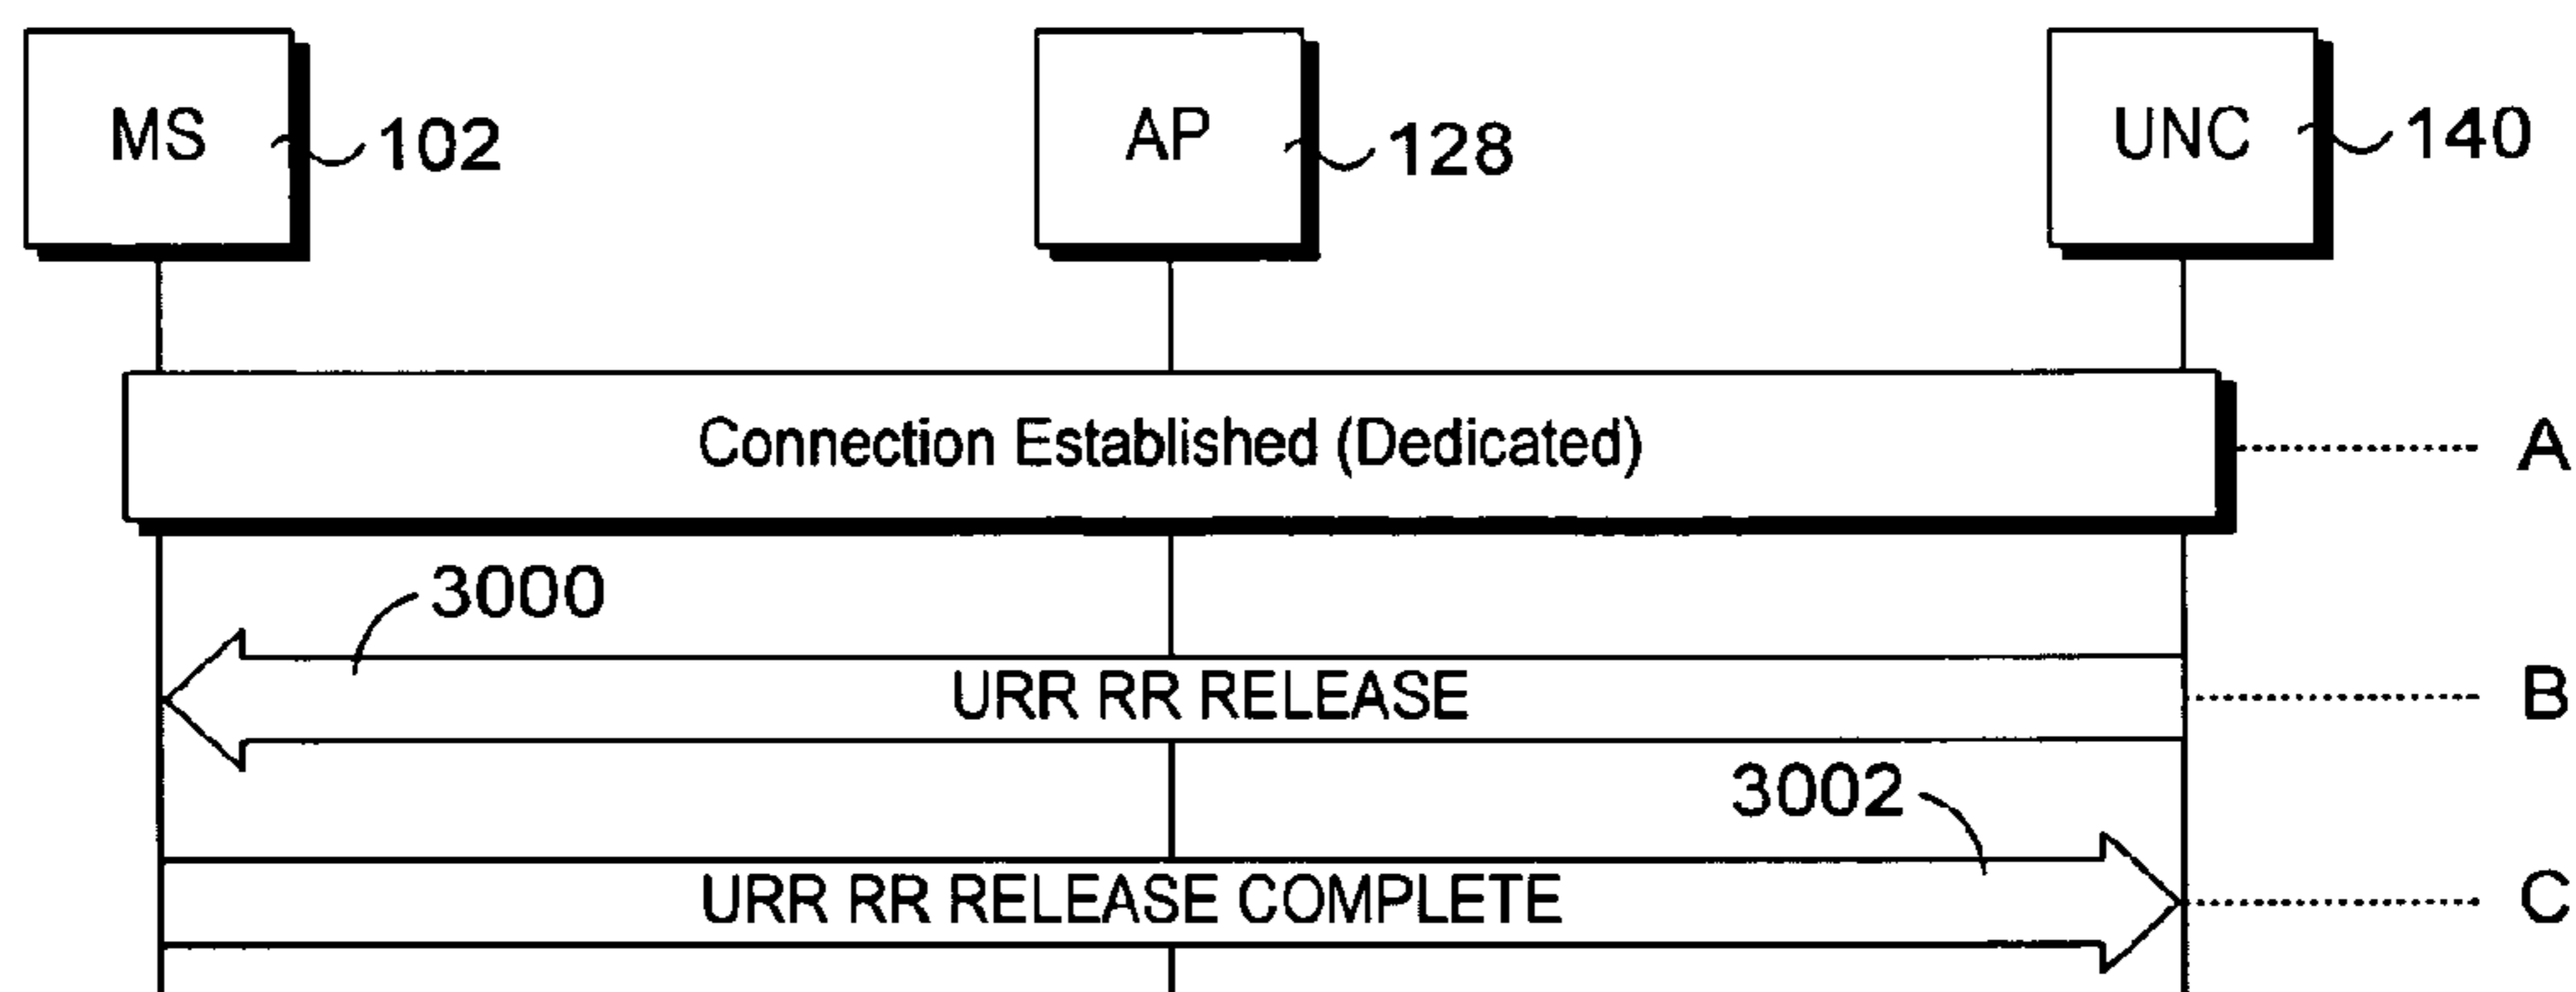 MS 102 AP 128 UNC 140
Connection Established (Dedicated) A
3000
URR RR RELEASE B
3002
URR RR RELEASE COMPLETE C